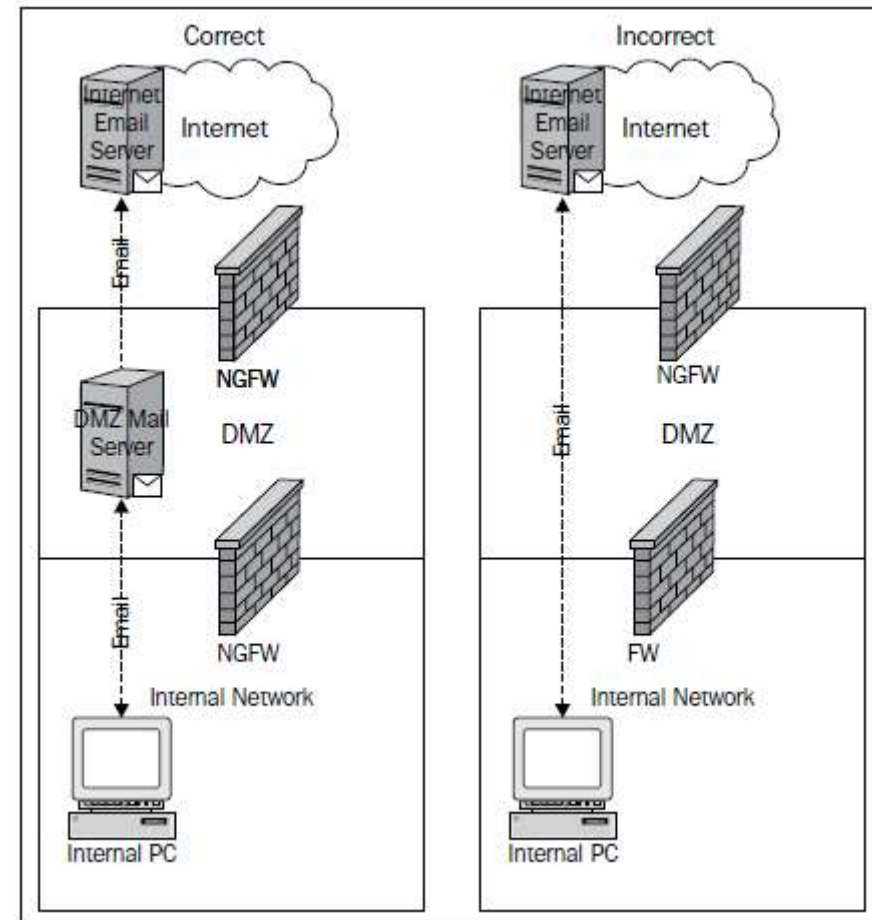 Correct
Internet
Email
Server
Internet
Email
NGFW
DMZ Mail
Server
DMZ
Email
NGFW
Internal Network
Internal PC
Incorrect
Internet
Email
Server
Internet
NGFW
Email
DMZ
FW
Internal Network
Internal PC